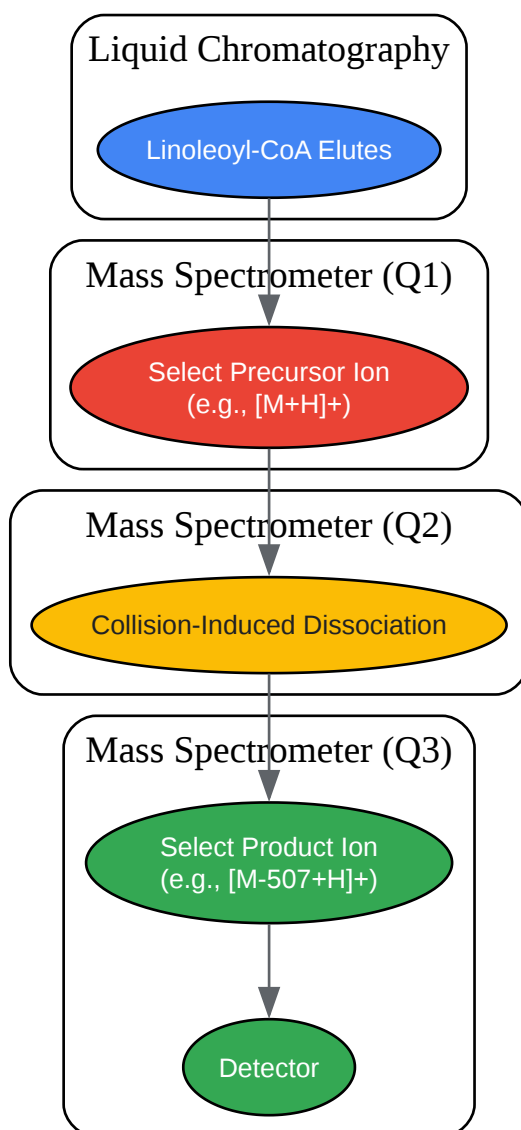 Liquid Chromatography
Linoleoyl-CoA Elutes
Mass Spectrometer (Q1)
Select Precursor Ion
(e.g., [M+H]+)
Mass Spectrometer (Q2)
Collision-Induced Dissociation
Mass Spectrometer (Q3)
Select Product Ion
(e.g., [M-507+H]+)
Detector